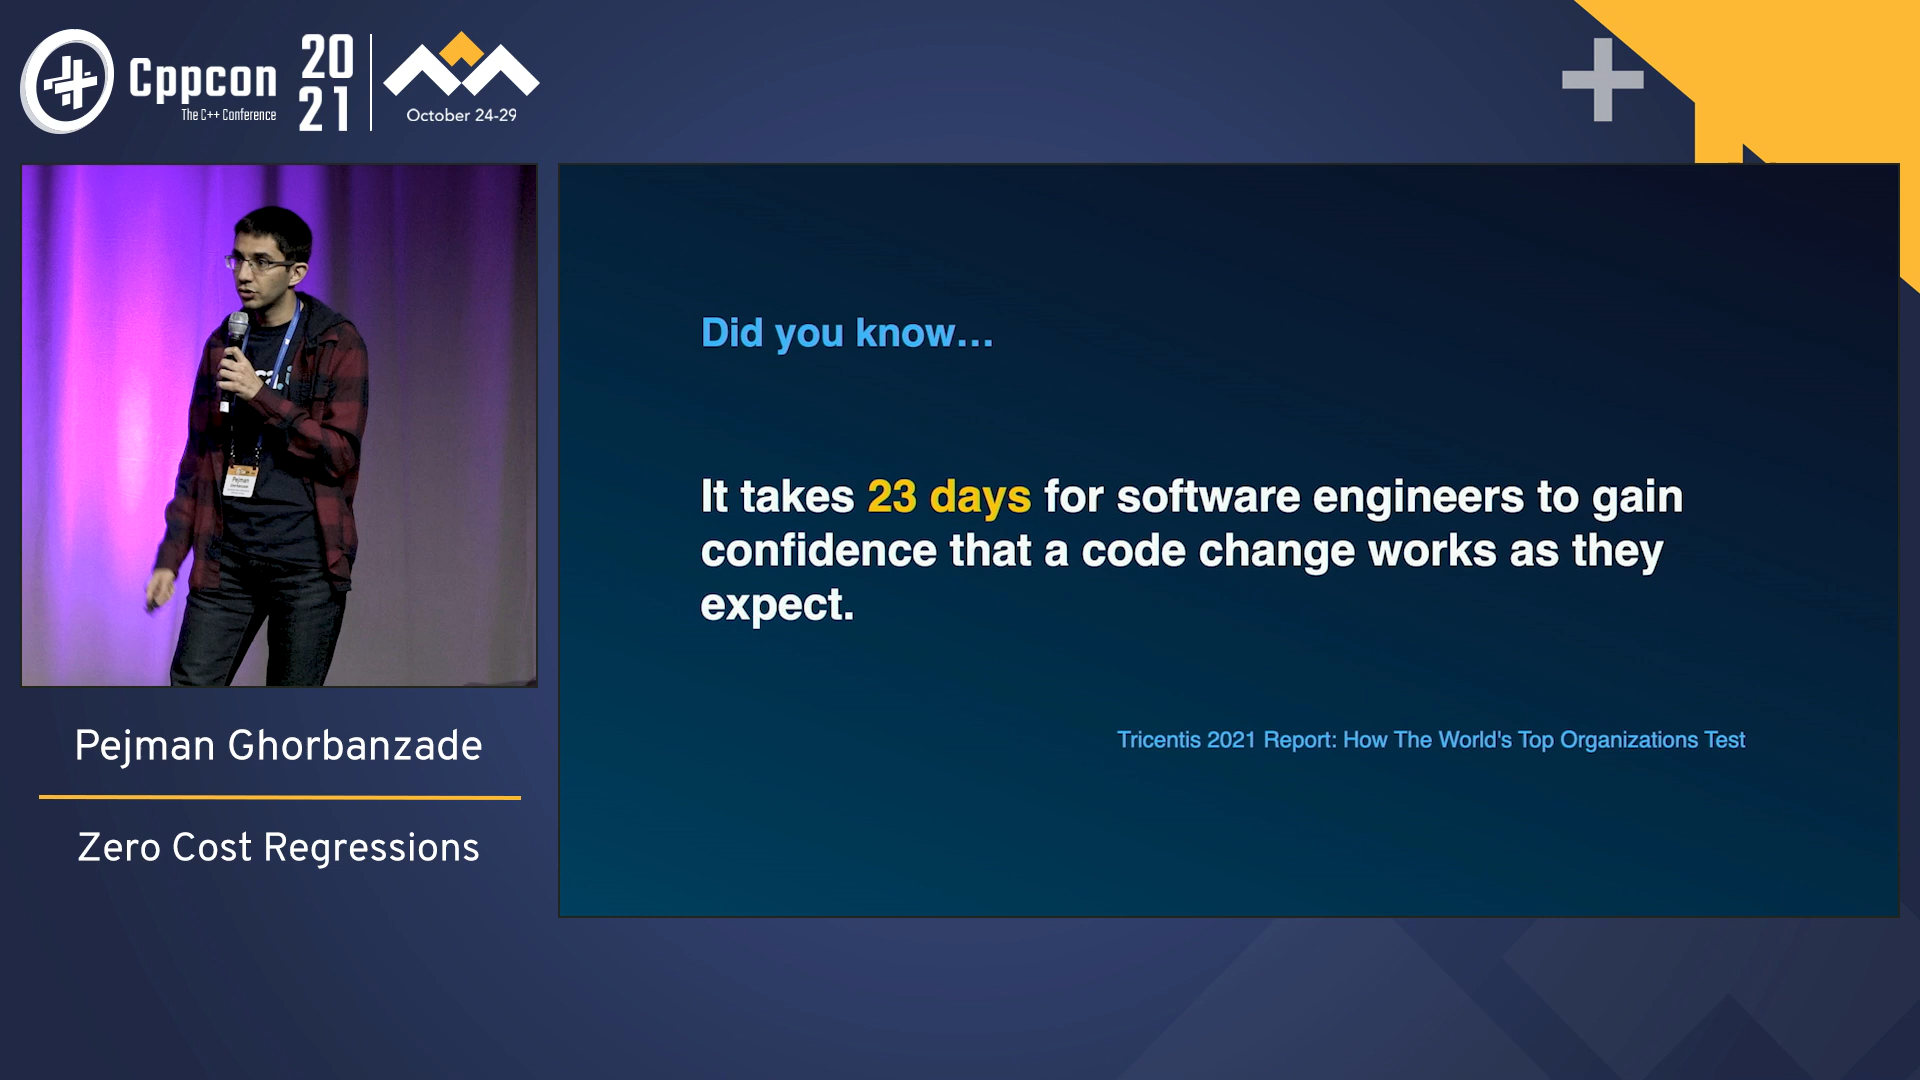 Cppcon
The C++ Conference
20
21
October 24-29
Pejman
Pejman Ghorbanzade
Zero Cost Regressions
Did you know...
It takes 23 days for software engineers to gain
confidence that a code change works as they
expect.
Tricentis 2021 Report: How The World's Top Organizations Test